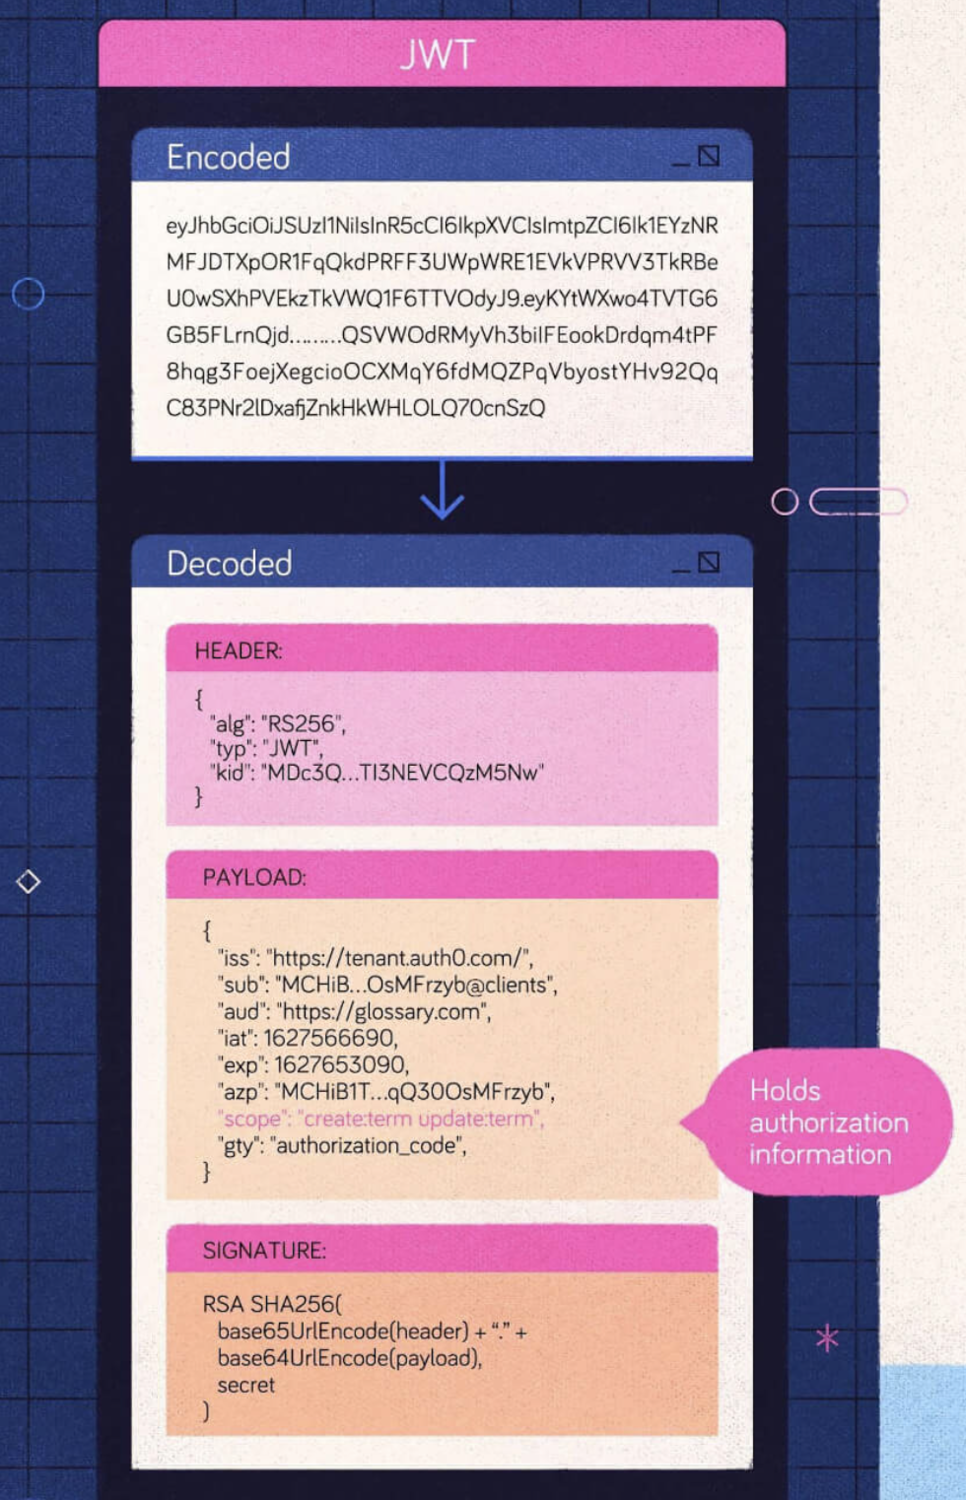 JWT
Encoded
eyJhbGciOiJSUzI1NiIsInR5cCI6IkpXVCIsImtpZCI6Ik1EYzNR
MFJDTXpOR1FqQkdPRFF3UWpWRE1EVkVPRVV3TkRBe
U0wSXhPVEkzTkVWQ1F6TTVOdyJ9.eyKYtWXwo4TVTG6
GB5FLrnQjd.........QSVWOdRMyVh3biIFEookDrdqm4tPF
8hqg3FoejXegcioOCXMqY6fdMQZPqVbyostYHv92Qq
C83PNr2lDxafjZnkHkWHLOLQ70cnSzQ
Decoded
HEADER:
{
"alg": "RS256",
"typ": "JWT",
"kid": "MDc3Q...TI3NEVCQzM5Nw"
}
PAYLOAD:
{
"iss": "https://tenant.auth0.com/",
"sub": "MCHiB...OsMFrzyb@clients",
"aud": "https://glossary.com",
"iat": 1627566690,
"exp": 1627653090,
"azp": "MCHiB1T...qQ30OsMFrzyb",
"scope": "create:term update:term",
"gty": "authorization_code",
}
Holds
authorization
information
SIGNATURE:
RSA SHA256(
base65UrlEncode(header) + “.” +
base64UrlEncode(payload),
secret
)